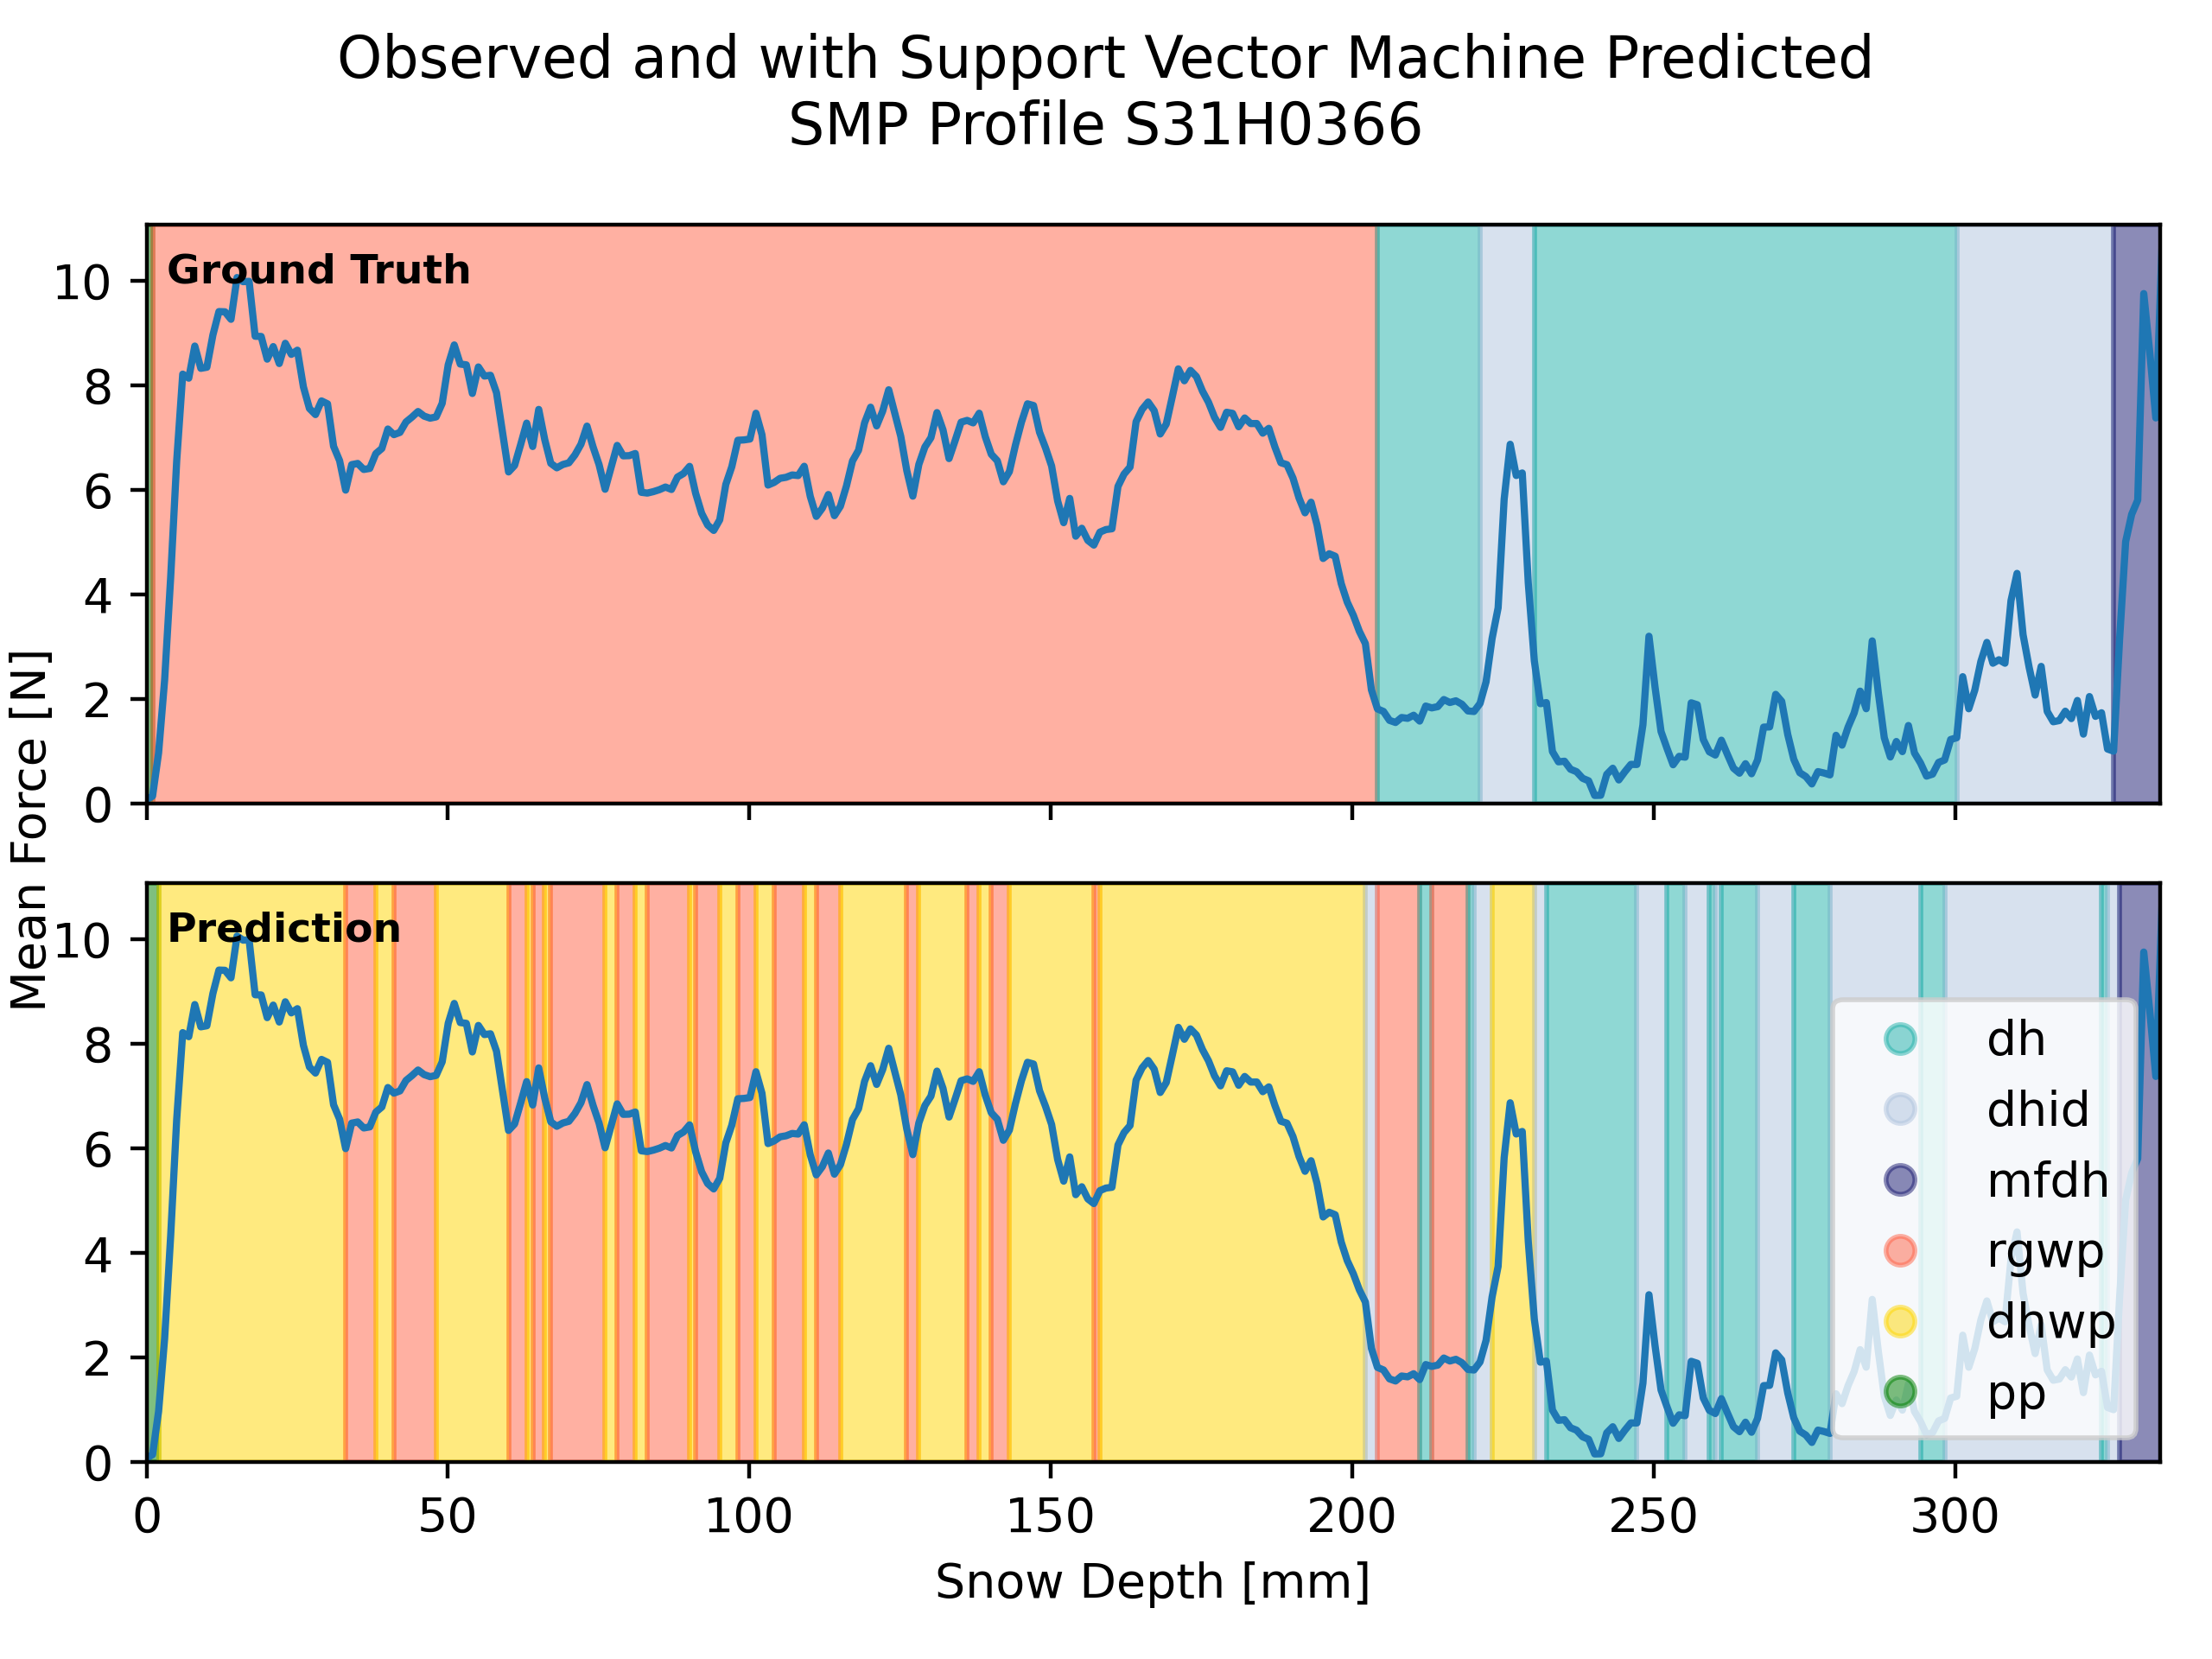 Observed and with Support Vector Machine Predicted
SMP Profile S31H0366
Mean Force [N]
Ground Truth
10
8
6
4
2
0
Prediction
10
8
6
4
2
0
dh
dhid
mfdh
rgwp
dhwp
pp
0 50 100 150 200 250 300
Snow Depth [mm]